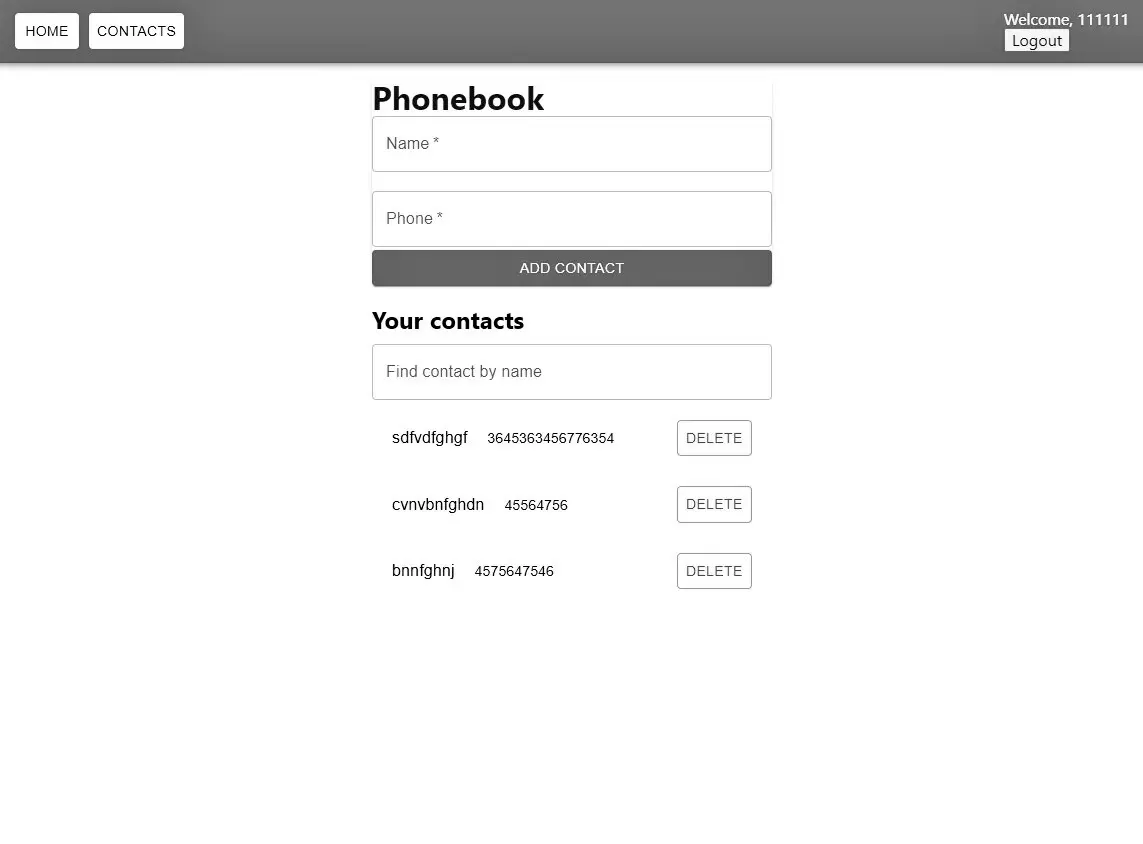 HOME CONTACTS Welcome, 111111
Logout
Phonebook
Name *
Phone *
ADD CONTACT
Your contacts
Find contact by name
sdfvdfghgf 3645363456776354 DELETE
cvnvbnfghdn 45564756 DELETE
bnnfghnj 4575647546 DELETE